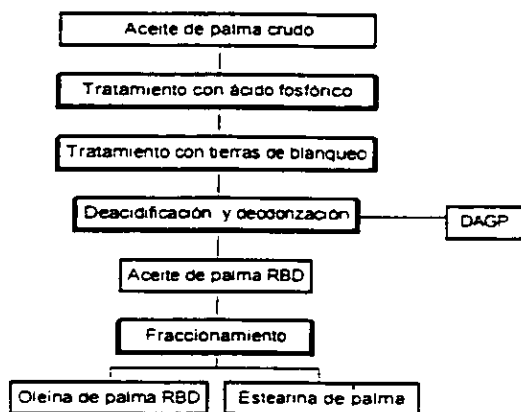 Aceite de palma crudo
Tratamiento con ácido fosfórico
Tratamiento con tierras de blanqueo
Deacidificación y deodorización
DAGP
Aceite de palma RBD
Fraccionamiento
Oleina de palma RBD
Estearina de palma